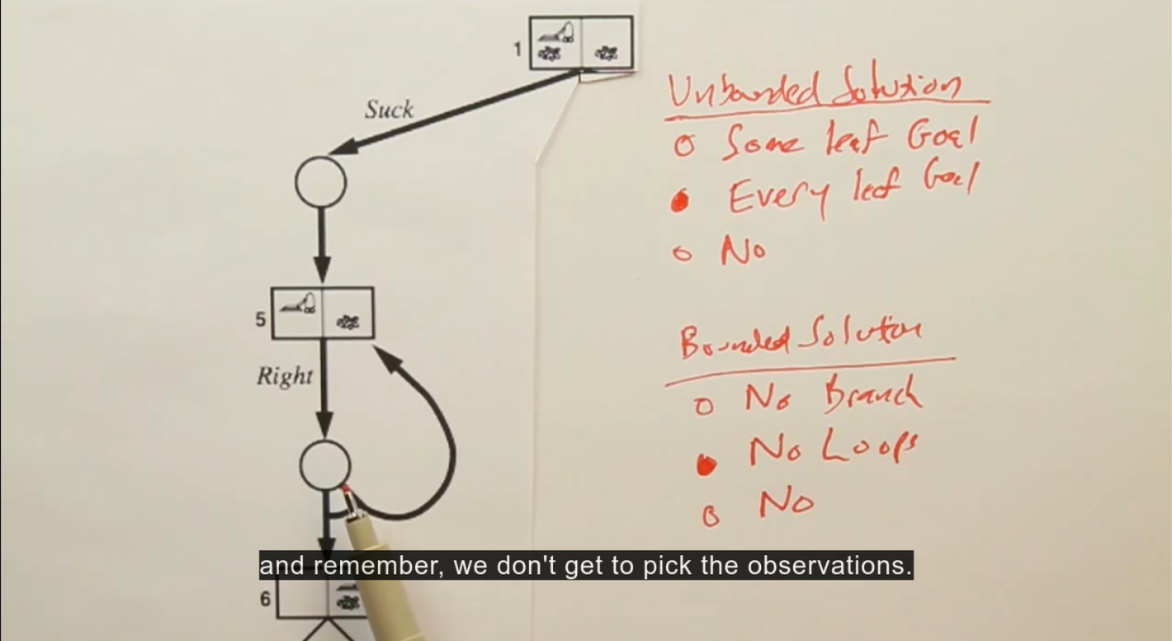 1
Suck
5
Right
6
Unbounded Solution
Some leaf Goal
Every leaf Goal
No
Bounded Solution
No Branch
No Loops
No
and remember, we don't get to pick the observations.